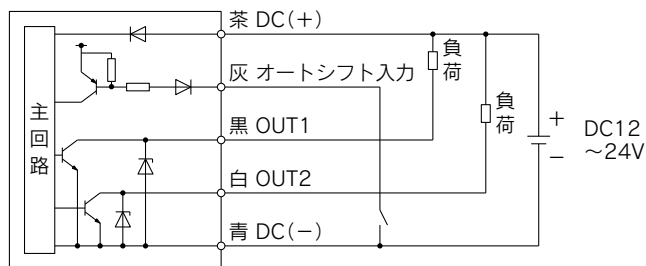 茶 DC(+)
灰 オートシフト入力
黒 OUT1
白 OUT2
青 DC(−)
主回路
負荷
負荷
+
−
DC12
~24V